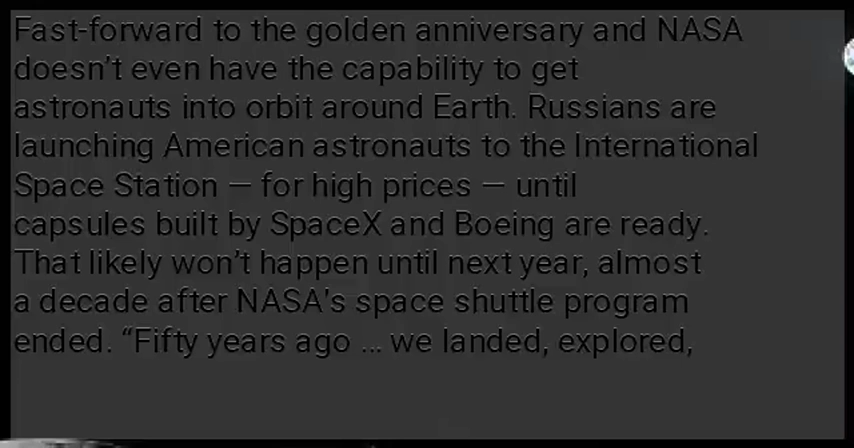 Fast-forward to the golden anniversary and NASA
doesn’t even have the capability to get
astronauts into orbit around Earth. Russians are
launching American astronauts to the International
Space Station — for high prices — until
capsules built by SpaceX and Boeing are ready.
That likely won’t happen until next year, almost
a decade after NASA’s space shuttle program
ended. “Fifty years ago ... we landed, explored,